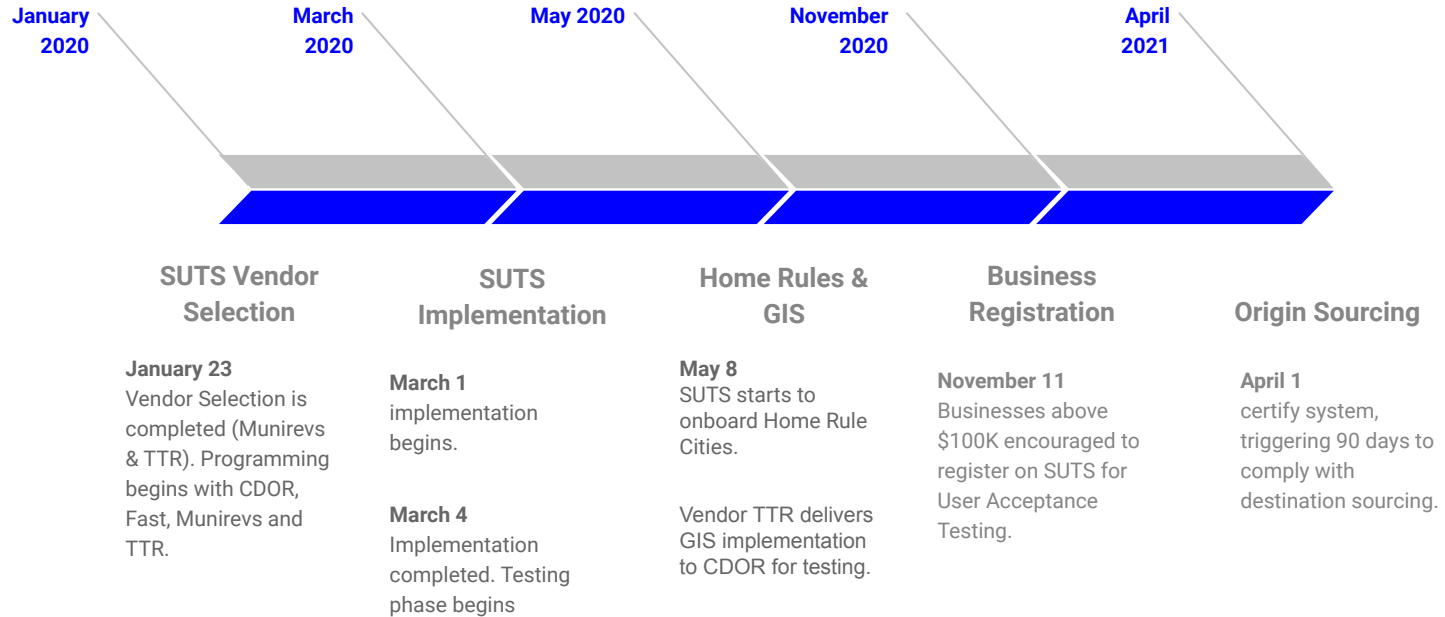 January
2020
March
2020
May 2020
November
2020
April
2021
SUTS Vendor
Selection
January 23
Vendor Selection is
completed (Munirevs
& TTR). Programming
begins with CDOR,
Fast, Munirevs and
TTR.
SUTS
Implementation
March 1
implementation
begins.
March 4
Implementation
completed. Testing
phase begins
Home Rules &
GIS
May 8
SUTS starts to
onboard Home Rule
Cities.
Vendor TTR delivers
GIS implementation
to CDOR for testing.
Business
Registration
November 11
Businesses above
$100K encouraged to
register on SUTS for
User Acceptance
Testing.
Origin Sourcing
April 1
certify system,
triggering 90 days to
comply with
destination sourcing.